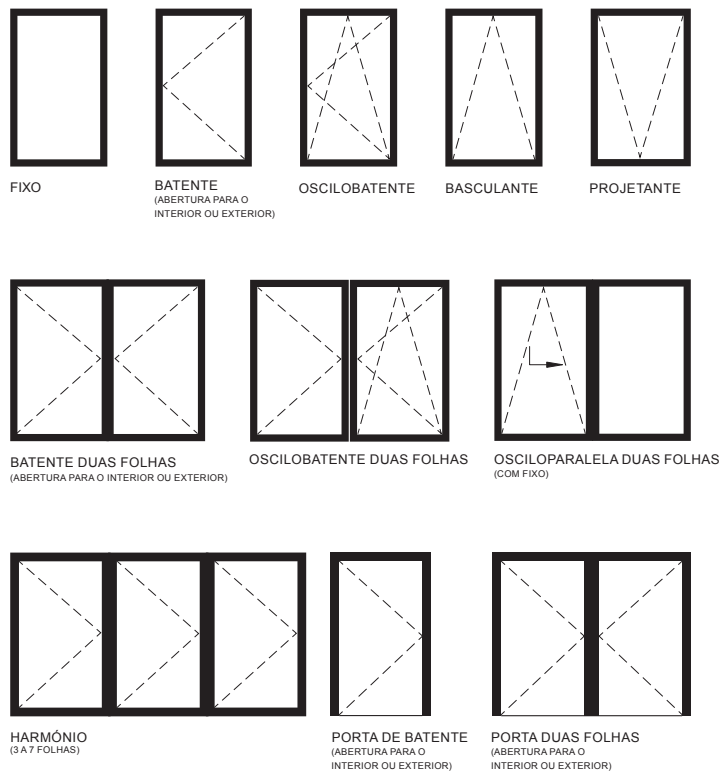 FIXO
BATENTE
(ABERTURA PARA O
INTERIOR OU EXTERIOR)
OSCILOBATENTE
BASCULANTE
PROJETANTE
BATENTE DUAS FOLHAS
(ABERTURA PARA O INTERIOR OU EXTERIOR)
OSCILOBATENTE DUAS FOLHAS
OSCILOPARALELA DUAS FOLHAS
(COM FIXO)
HARMÓNIO
(3 A 7 FOLHAS)
PORTA DE BATENTE
(ABERTURA PARA O
INTERIOR OU EXTERIOR)
PORTA DUAS FOLHAS
(ABERTURA PARA O
INTERIOR OU EXTERIOR)